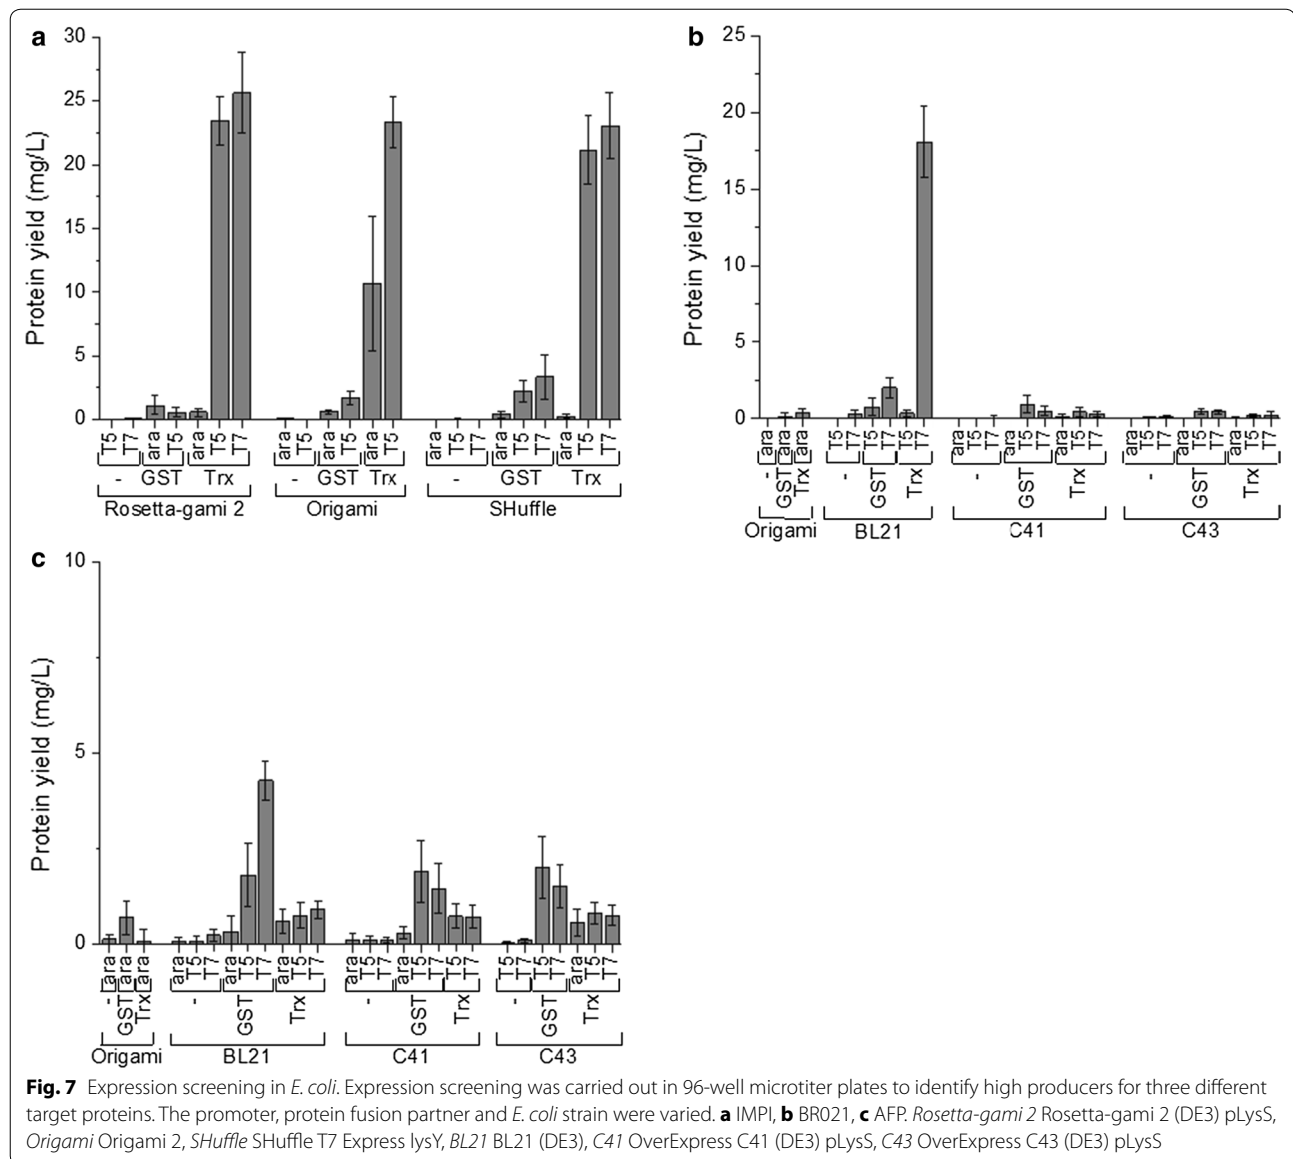 a
30
25
20
15
10
5
0
Protein yield (mg/L)
T5 T7 ara T5 ara T5 T7 ara T5 ara T5 ara T5 ara T5 T7 ara T5 T7 ara T5 T7
- GST Trx - GST Trx - GST Trx
Rosetta-gami 2 Origami SHuffle
b
25
20
15
10
5
0
Protein yield (mg/L)
ara ara ara T5 T7 T5 T7 T5 T7 ara T5 T7 T5 T7 ara T5 T7 ara T5 T7 ara T5 T7 ara T5 T7
- GST Trx - GST Trx - GST Trx - GST Trx
Origami BL21 C41 C43
c
10
5
0
Protein yield (mg/L)
ara ara ara ara T5 T7 ara T5 T7 ara T5 T7 ara T5 T7 ara T5 T7 T5 T7 T5 T7 T5 T7 ara T5 T7
- GST Trx - GST Trx - GST Trx - GST Trx
Origami BL21 C41 C43
Fig. 7 Expression screening in E. coli. Expression screening was carried out in 96-well microtiter plates to identify high producers for three different
target proteins. The promoter, protein fusion partner and E. coli strain were varied. a IMPI, b BR021, c AFP. Rosetta-gami 2 Rosetta-gami 2 (DE3) pLysS,
Origami Origami 2, SHuffle SHuffle T7 Express lysY, BL21 BL21 (DE3), C41 OverExpress C41 (DE3) pLysS, C43 OverExpress C43 (DE3) pLysS